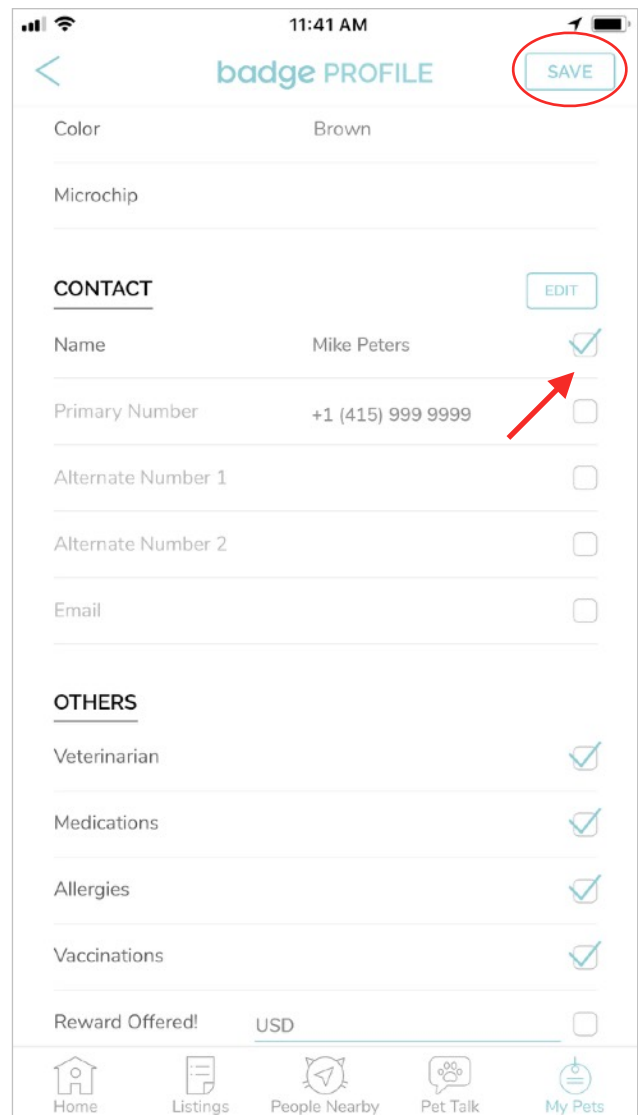 11:41 AM
badge PROFILE SAVE
Color Brown
Microchip
CONTACT EDIT
Name Mike Peters
Primary Number +1 (415) 999 9999
Alternate Number 1
Alternate Number 2
Email
OTHERS
Veterinarian
Medications
Allergies
Vaccinations
Reward Offered! USD
Home Listings People Nearby Pet Talk My Pets